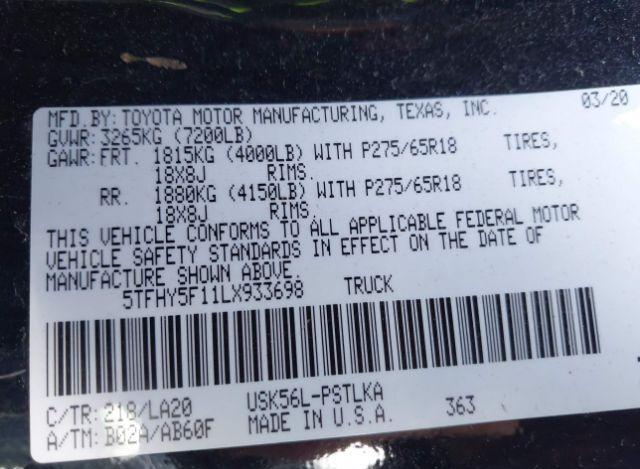 MFD.BY: TOYOTA MOTOR MANUFACTURING, TEXAS, INC. 03/20
GVWR: 3265KG (7200LB)
GAWR: FRT. 1815KG (4000LB) WITH P275/65R18 TIRES,
18X8J RIMS.
RR. 1880KG (4150LB) WITH P275/65R18 TIRES,
18X8J RIMS.
THIS VEHICLE CONFORMS TO ALL APPLICABLE FEDERAL MOTOR
VEHICLE SAFETY STANDARDS IN EFFECT ON THE DATE OF
MANUFACTURE SHOWN ABOVE.
5TFHY5F11LX933698 TRUCK
C/TR: 218/LA20 USK56L-PSTLKA 363
A/TM: B02A/AB60F MADE IN U.S.A.